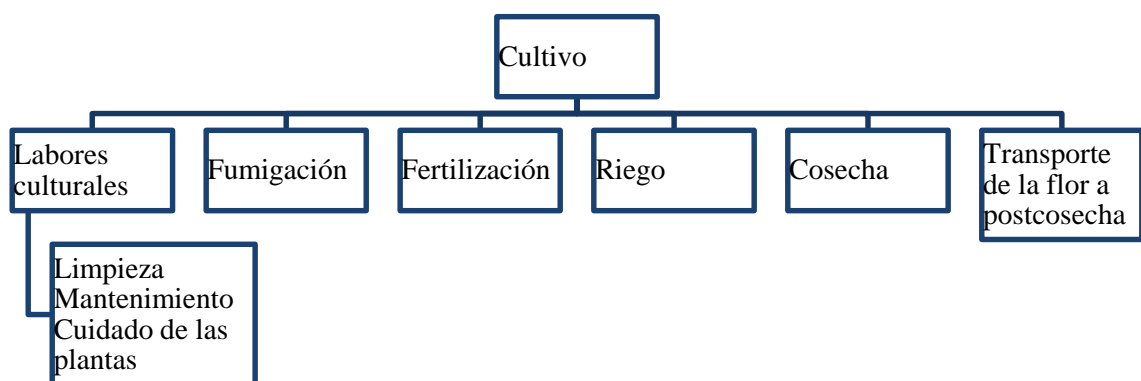 Cultivo
Labores
culturales
Fumigación
Fertilización
Riego
Cosecha
Transporte
de la flor a
postcosecha
Limpieza
Mantenimiento
Cuidado de las
plantas